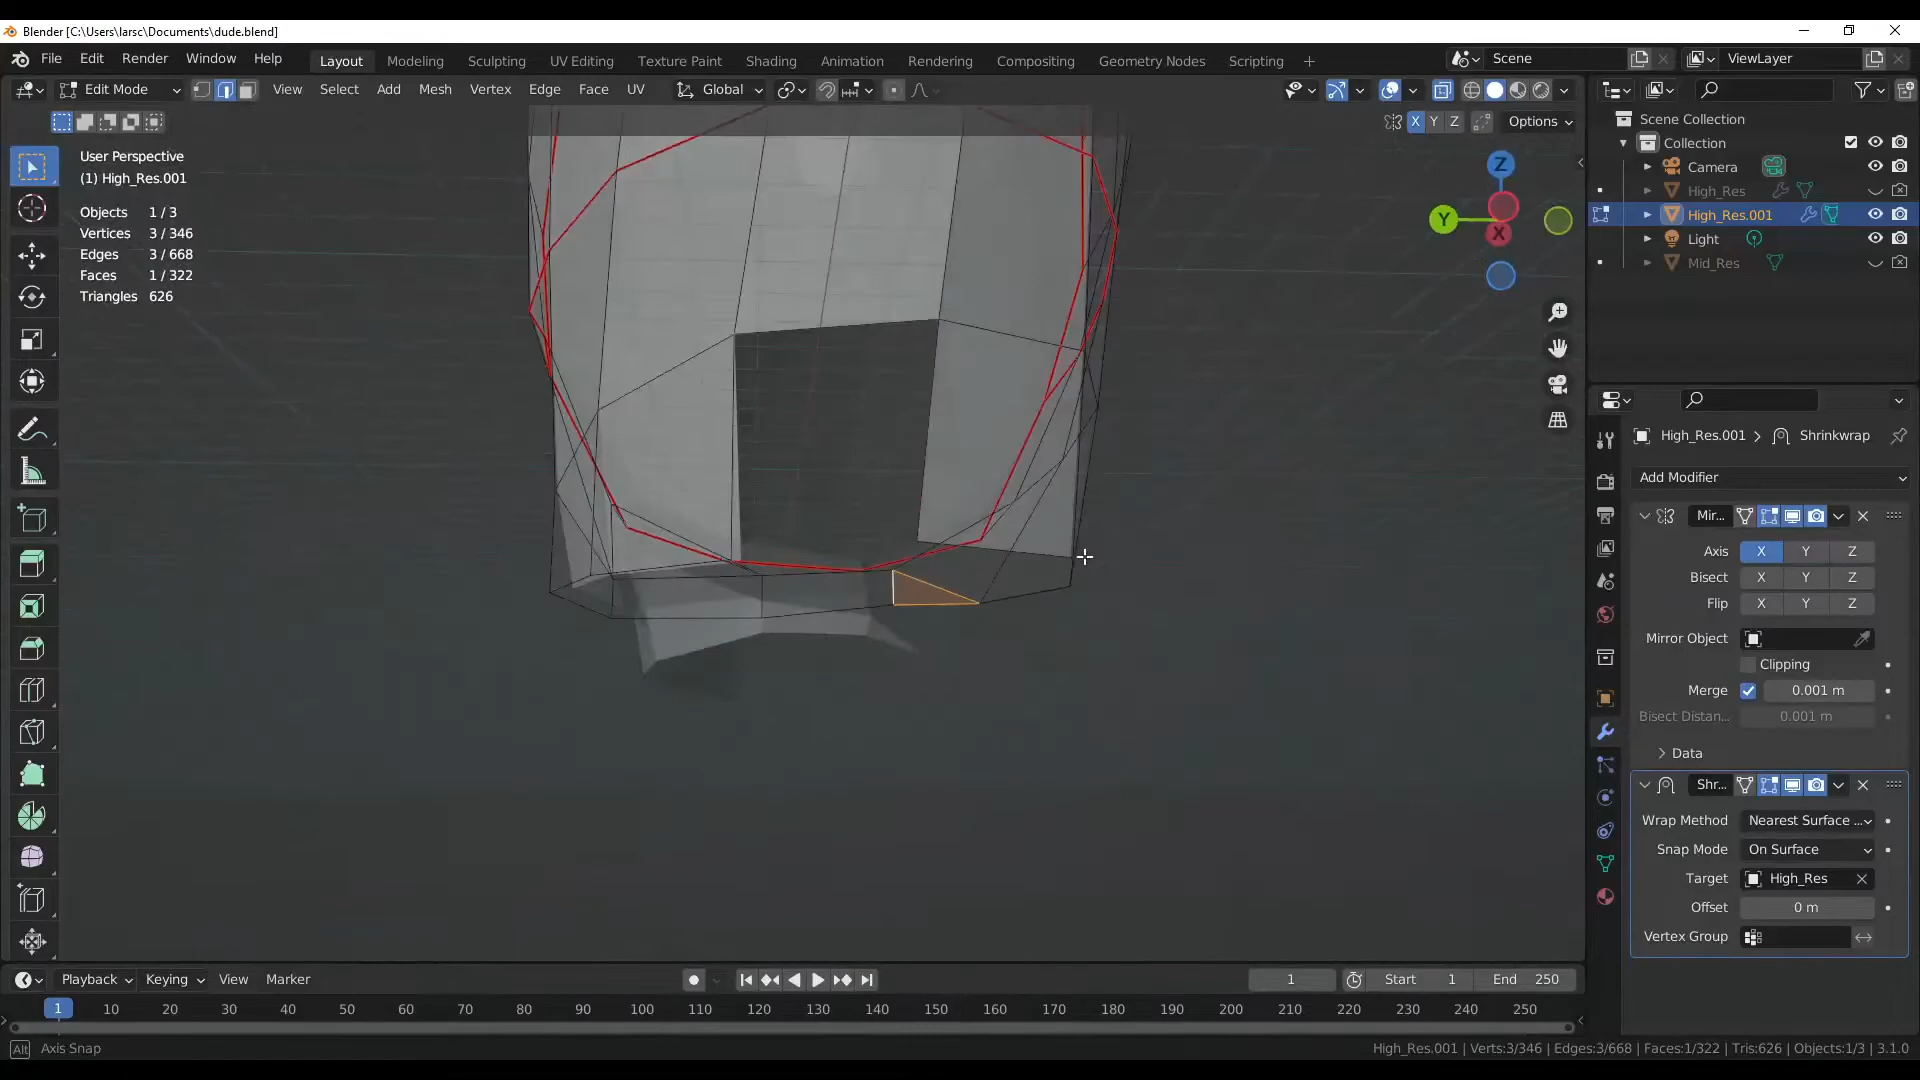 Blender [C:\Users\larsc\Documents\dude.blend]
File Edit Render Window Help Layout Modeling Sculpting UV Editing Texture Paint Shading Animation Rendering Compositing Geometry Nodes Scripting + Scene ViewLayer
Edit Mode View Select Add Mesh Vertex Edge Face UV Global
X Y Z Options
User Perspective
(1) High_Res.001
Objects 1 / 3
Vertices 3 / 346
Edges 3 / 668
Faces 1 / 322
Triangles 626
Z
Y
X
Scene Collection
Collection
Camera
High_Res
High_Res.001
Light
Mid_Res
High_Res.001 > Shrinkwrap
Add Modifier
Mir...
Axis X Y Z
Bisect X Y Z
Flip X Y Z
Mirror Object
Clipping
Merge 0.001 m
Bisect Distan... 0.001 m
Data
Shr...
Wrap Method Nearest Surface ...
Snap Mode On Surface
Target High_Res
Offset 0 m
Vertex Group
Playback Keying View Marker 1 Start 1 End 250
1 10 20 30 40 50 60 70 80 90 100 110 120 130 140 150 160 170 180 190 200 210 220 230 240 250
Alt Axis Snap
High_Res.001 | Verts:3/346 | Edges:3/668 | Faces:1/322 | Tris:626 | Objects:1/3 | 3.1.0